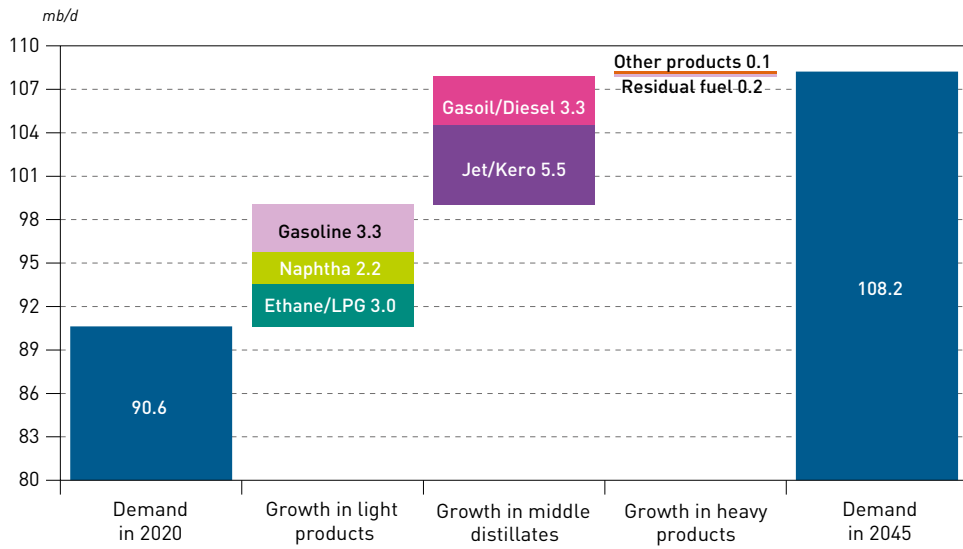 mb/d
110
107
104
101
98
95
92
89
86
83
80
90.6
Gasoline 3.3
Naphtha 2.2
Ethane/LPG 3.0
Gasoil/Diesel 3.3
Jet/Kero 5.5
Other products 0.1
Residual fuel 0.2
108.2
Demand
in 2020
Growth in light
products
Growth in middle
distillates
Growth in heavy
products
Demand
in 2045